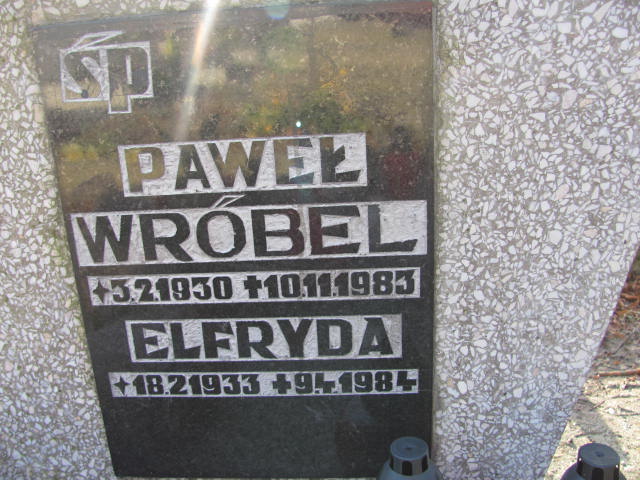 śp
PAWEŁ
WRÓBEL
✦3.2.1930 ✝10.11.1983
ELFRYDA
✦18.2.1933 ✝9.4.1984